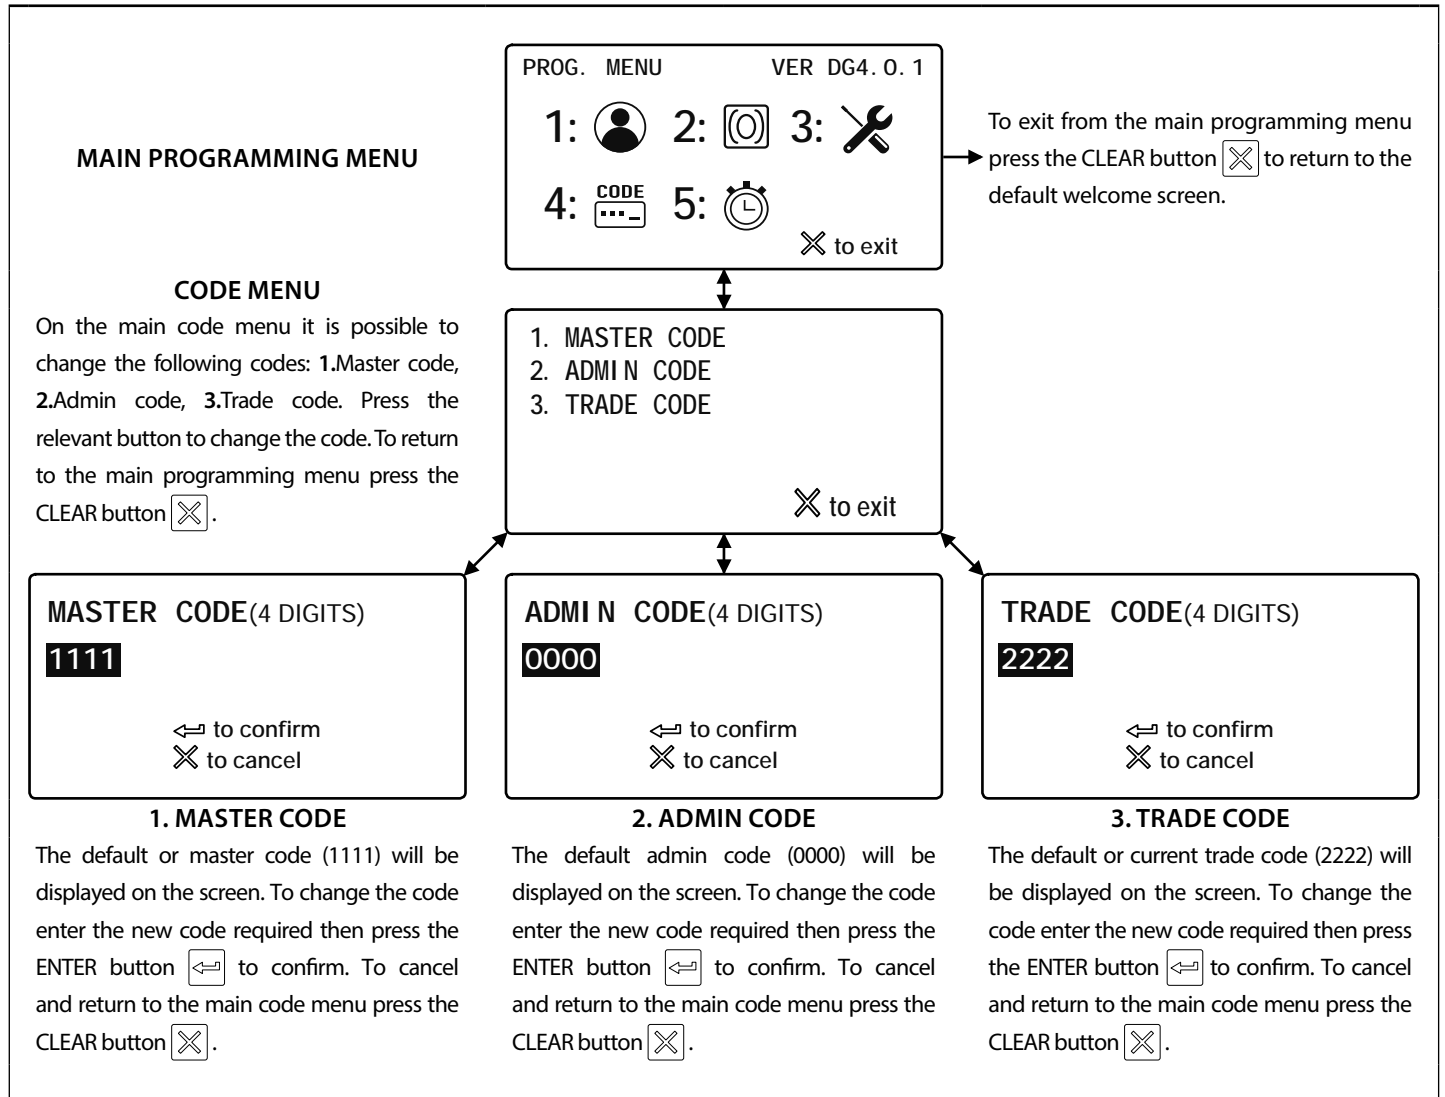 MAIN PROGRAMMING MENU
PROG. MENU VER DG4.0.1
1: 2: 3:
4: CODE 5:
to exit
To exit from the main programming menu
press the CLEAR button to return to the
default welcome screen.
CODE MENU
On the main code menu it is possible to
change the following codes: 1.Master code,
2.Admin code, 3.Trade code. Press the
relevant button to change the code. To return
to the main programming menu press the
CLEAR button .
1. MASTER CODE
2. ADMIN CODE
3. TRADE CODE
to exit
MASTER CODE(4 DIGITS)
1111
to confirm
to cancel
ADMIN CODE(4 DIGITS)
0000
to confirm
to cancel
TRADE CODE(4 DIGITS)
2222
to confirm
to cancel
1. MASTER CODE
The default or master code (1111) will be
displayed on the screen. To change the code
enter the new code required then press the
ENTER button to confirm. To cancel
and return to the main code menu press the
CLEAR button .
2. ADMIN CODE
The default admin code (0000) will be
displayed on the screen. To change the code
enter the new code required then press the
ENTER button to confirm. To cancel
and return to the main code menu press the
CLEAR button .
3. TRADE CODE
The default or current trade code (2222) will
be displayed on the screen. To change the
code enter the new code required then press
the ENTER button to confirm. To cancel
and return to the main code menu press the
CLEAR button .